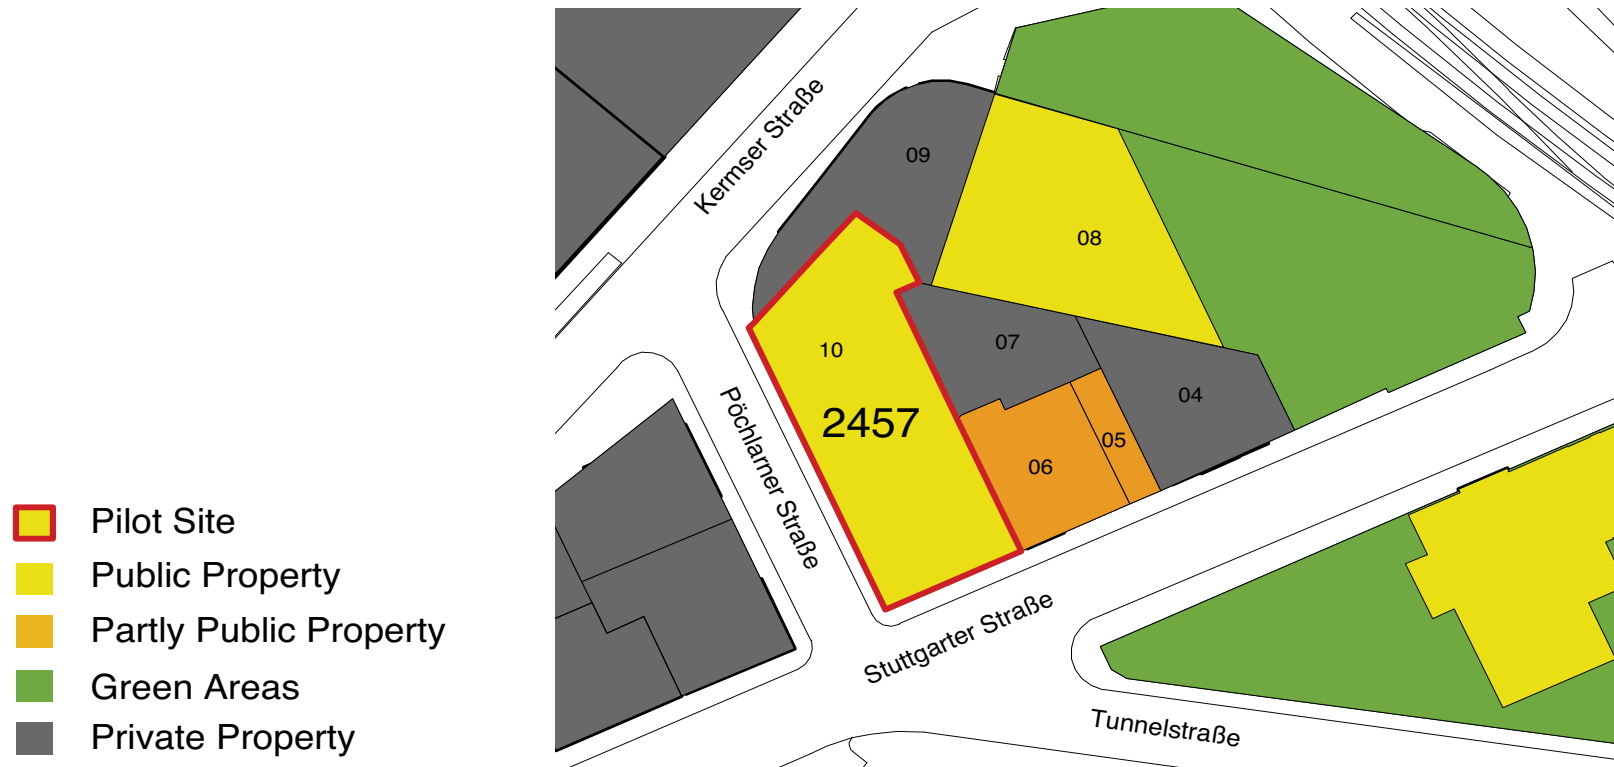 Pilot Site
Public Property
Partly Public Property
Green Areas
Private Property
Kermser Straße
09
08
10
2457
07
04
05
06
Pöchlarner Straße
Stuttgarter Straße
Tunnelstraße